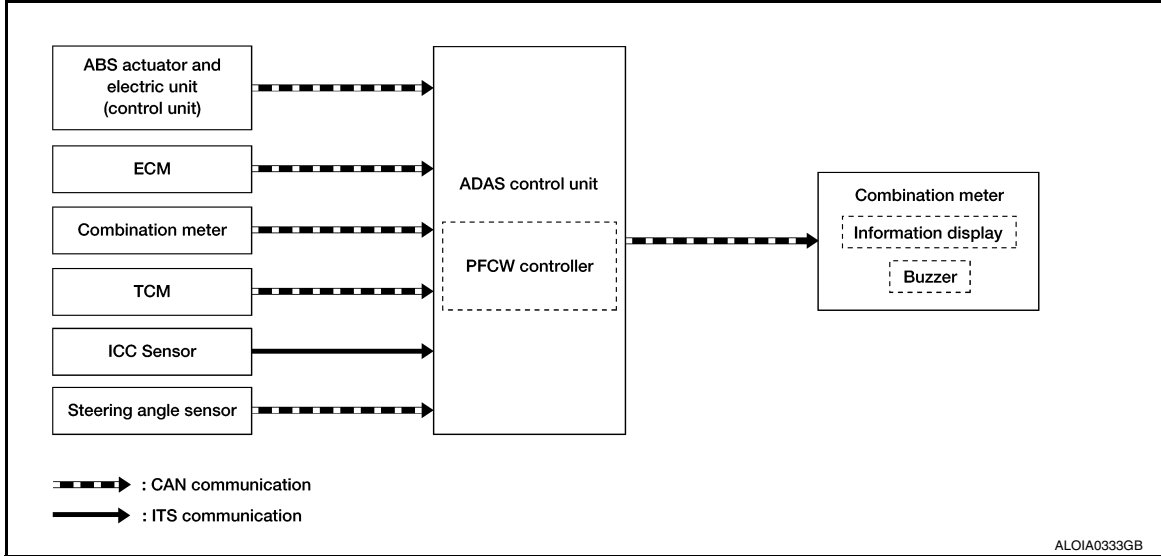 ABS actuator and
electric unit
(control unit)
ECM
Combination meter
TCM
ICC Sensor
Steering angle sensor
ADAS control unit
PFCW controller
Combination meter
Information display
Buzzer
: CAN communication
: ITS communication
ALOIA0333GB